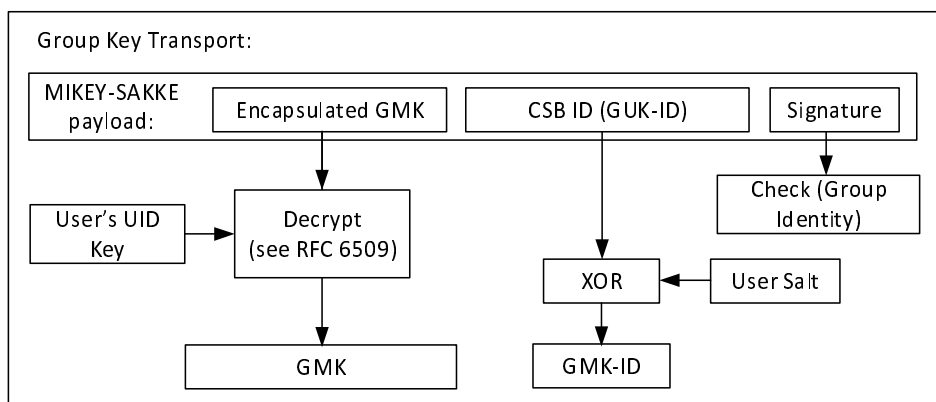 Group Key Transport:
MIKEY-SAKKE
payload:
Encapsulated GMK
CSB ID (GUK-ID)
Signature
Check (Group
Identity)
User’s UID
Key
Decrypt
(see RFC 6509)
XOR
User Salt
GMK
GMK-ID